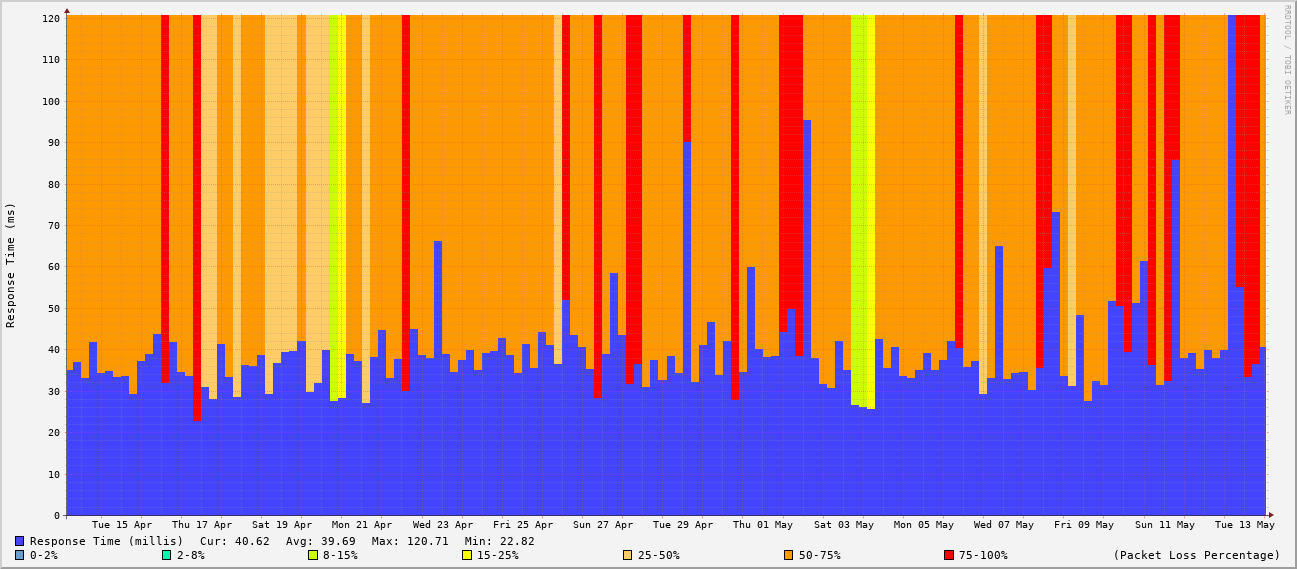 RRDTOOL / TOBI OETIKER
Response Time (ms)
120
110
100
90
80
70
60
50
40
30
20
10
0
Tue 15 Apr Thu 17 Apr Sat 19 Apr Mon 21 Apr Wed 23 Apr Fri 25 Apr Sun 27 Apr Tue 29 Apr Thu 01 May Sat 03 May Mon 05 May Wed 07 May Fri 09 May Sun 11 May Tue 13 May
Response Time (millis) Cur: 40.62 Avg: 39.69 Max: 120.71 Min: 22.82
0-2% 2-8% 8-15% 15-25% 25-50% 50-75% 75-100% (Packet Loss Percentage)